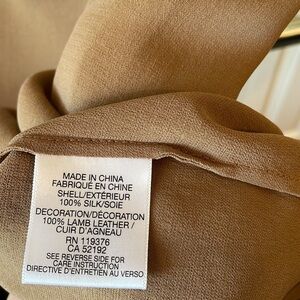 MADE IN CHINA
FABRIQUÉ EN CHINE
SHELL/EXTÉRIEUR
100% SILK/SOIE
DECORATION/DÉCORATION
100% LAMB LEATHER /
CUIR D'AGNEAU
RN 119376
CA 52192
SEE REVERSE SIDE FOR
CARE INSTRUCTION
DIRECTIVE D'ENTRETIEN AU VERSO